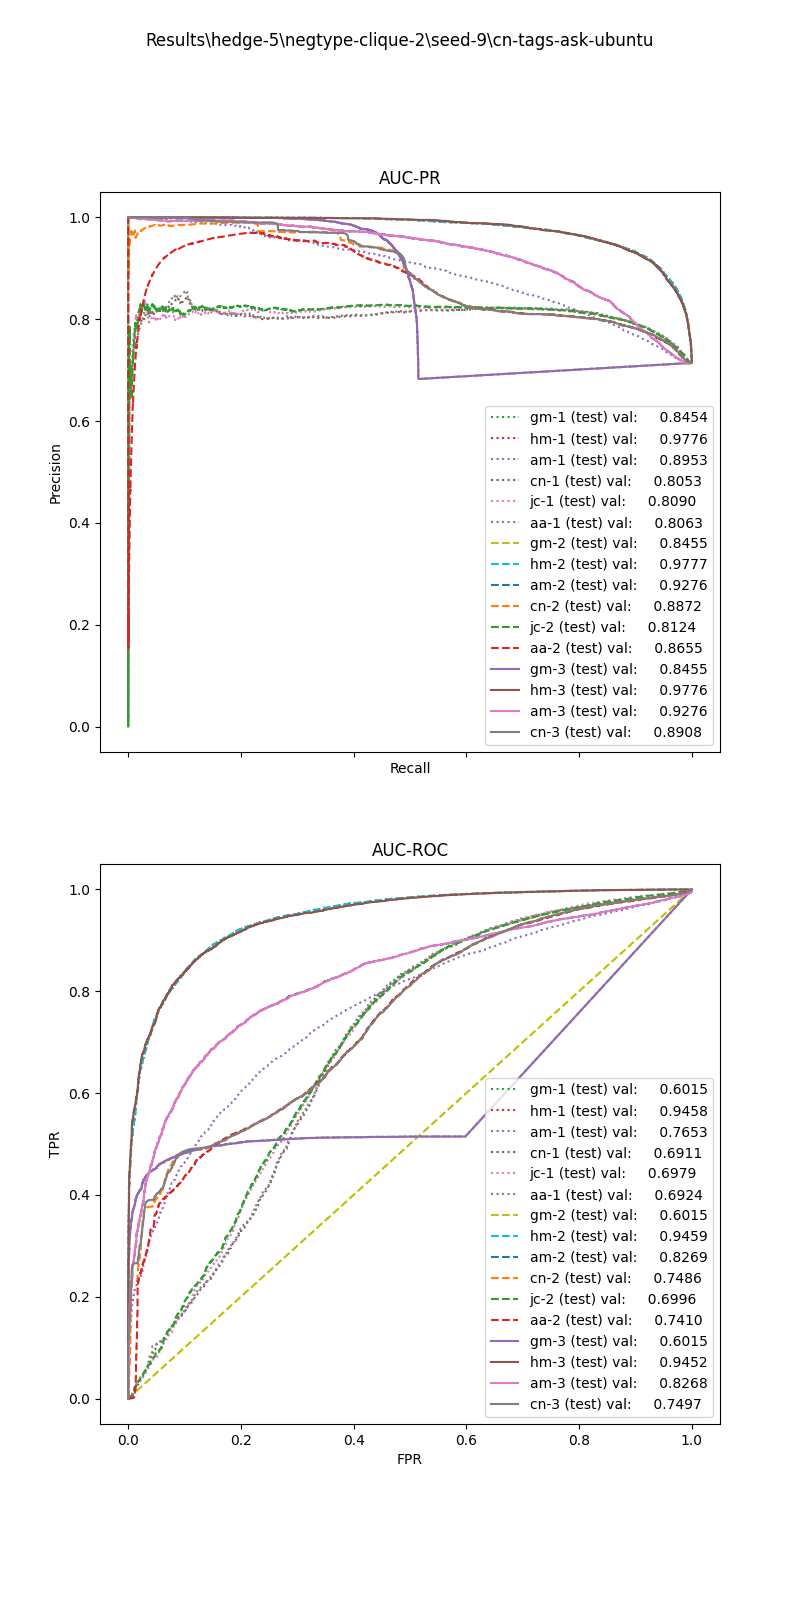 Results\hedge-5\negtype-clique-2\seed-9\cn-tags-ask-ubuntu
AUC-PR
1.0
0.8
0.6
0.4
0.2
0.0
Precision
Recall
gm-1 (test) val: 0.8454
hm-1 (test) val: 0.9776
am-1 (test) val: 0.8953
cn-1 (test) val: 0.8053
jc-1 (test) val: 0.8090
aa-1 (test) val: 0.8063
gm-2 (test) val: 0.8455
hm-2 (test) val: 0.9777
am-2 (test) val: 0.9276
cn-2 (test) val: 0.8872
jc-2 (test) val: 0.8124
aa-2 (test) val: 0.8655
gm-3 (test) val: 0.8455
hm-3 (test) val: 0.9776
am-3 (test) val: 0.9276
cn-3 (test) val: 0.8908
AUC-ROC
1.0
0.8
0.6
0.4
0.2
0.0
TPR
gm-1 (test) val: 0.6015
hm-1 (test) val: 0.9458
am-1 (test) val: 0.7653
cn-1 (test) val: 0.6911
jc-1 (test) val: 0.6979
aa-1 (test) val: 0.6924
gm-2 (test) val: 0.6015
hm-2 (test) val: 0.9459
am-2 (test) val: 0.8269
cn-2 (test) val: 0.7486
jc-2 (test) val: 0.6996
aa-2 (test) val: 0.7410
gm-3 (test) val: 0.6015
hm-3 (test) val: 0.9452
am-3 (test) val: 0.8268
cn-3 (test) val: 0.7497
0.0 0.2 0.4 0.6 0.8 1.0
FPR